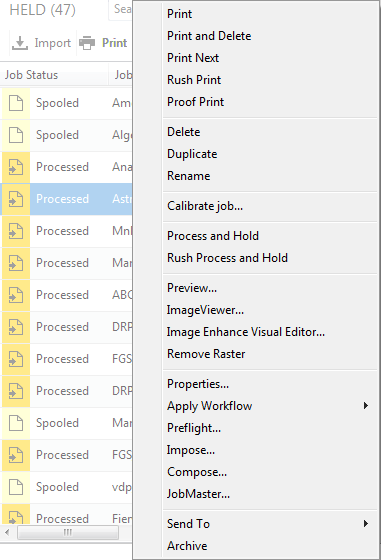 HELD (47)
Sea
Import Print
Job Status Job
Spooled Am
Spooled Alge
Processed Ana
Processed Astr
Processed Mnl
Processed Mar
Processed ABC
Processed DRP
Processed FGS
Processed DRP
Spooled Mar
Processed FGS
Spooled vdp
Processed Fier
Print
Print and Delete
Print Next
Rush Print
Proof Print
Delete
Duplicate
Rename
Calibrate job...
Process and Hold
Rush Process and Hold
Preview...
ImageViewer...
Image Enhance Visual Editor...
Remove Raster
Properties...
Apply Workflow
Preflight...
Impose...
Compose...
JobMaster...
Send To
Archive